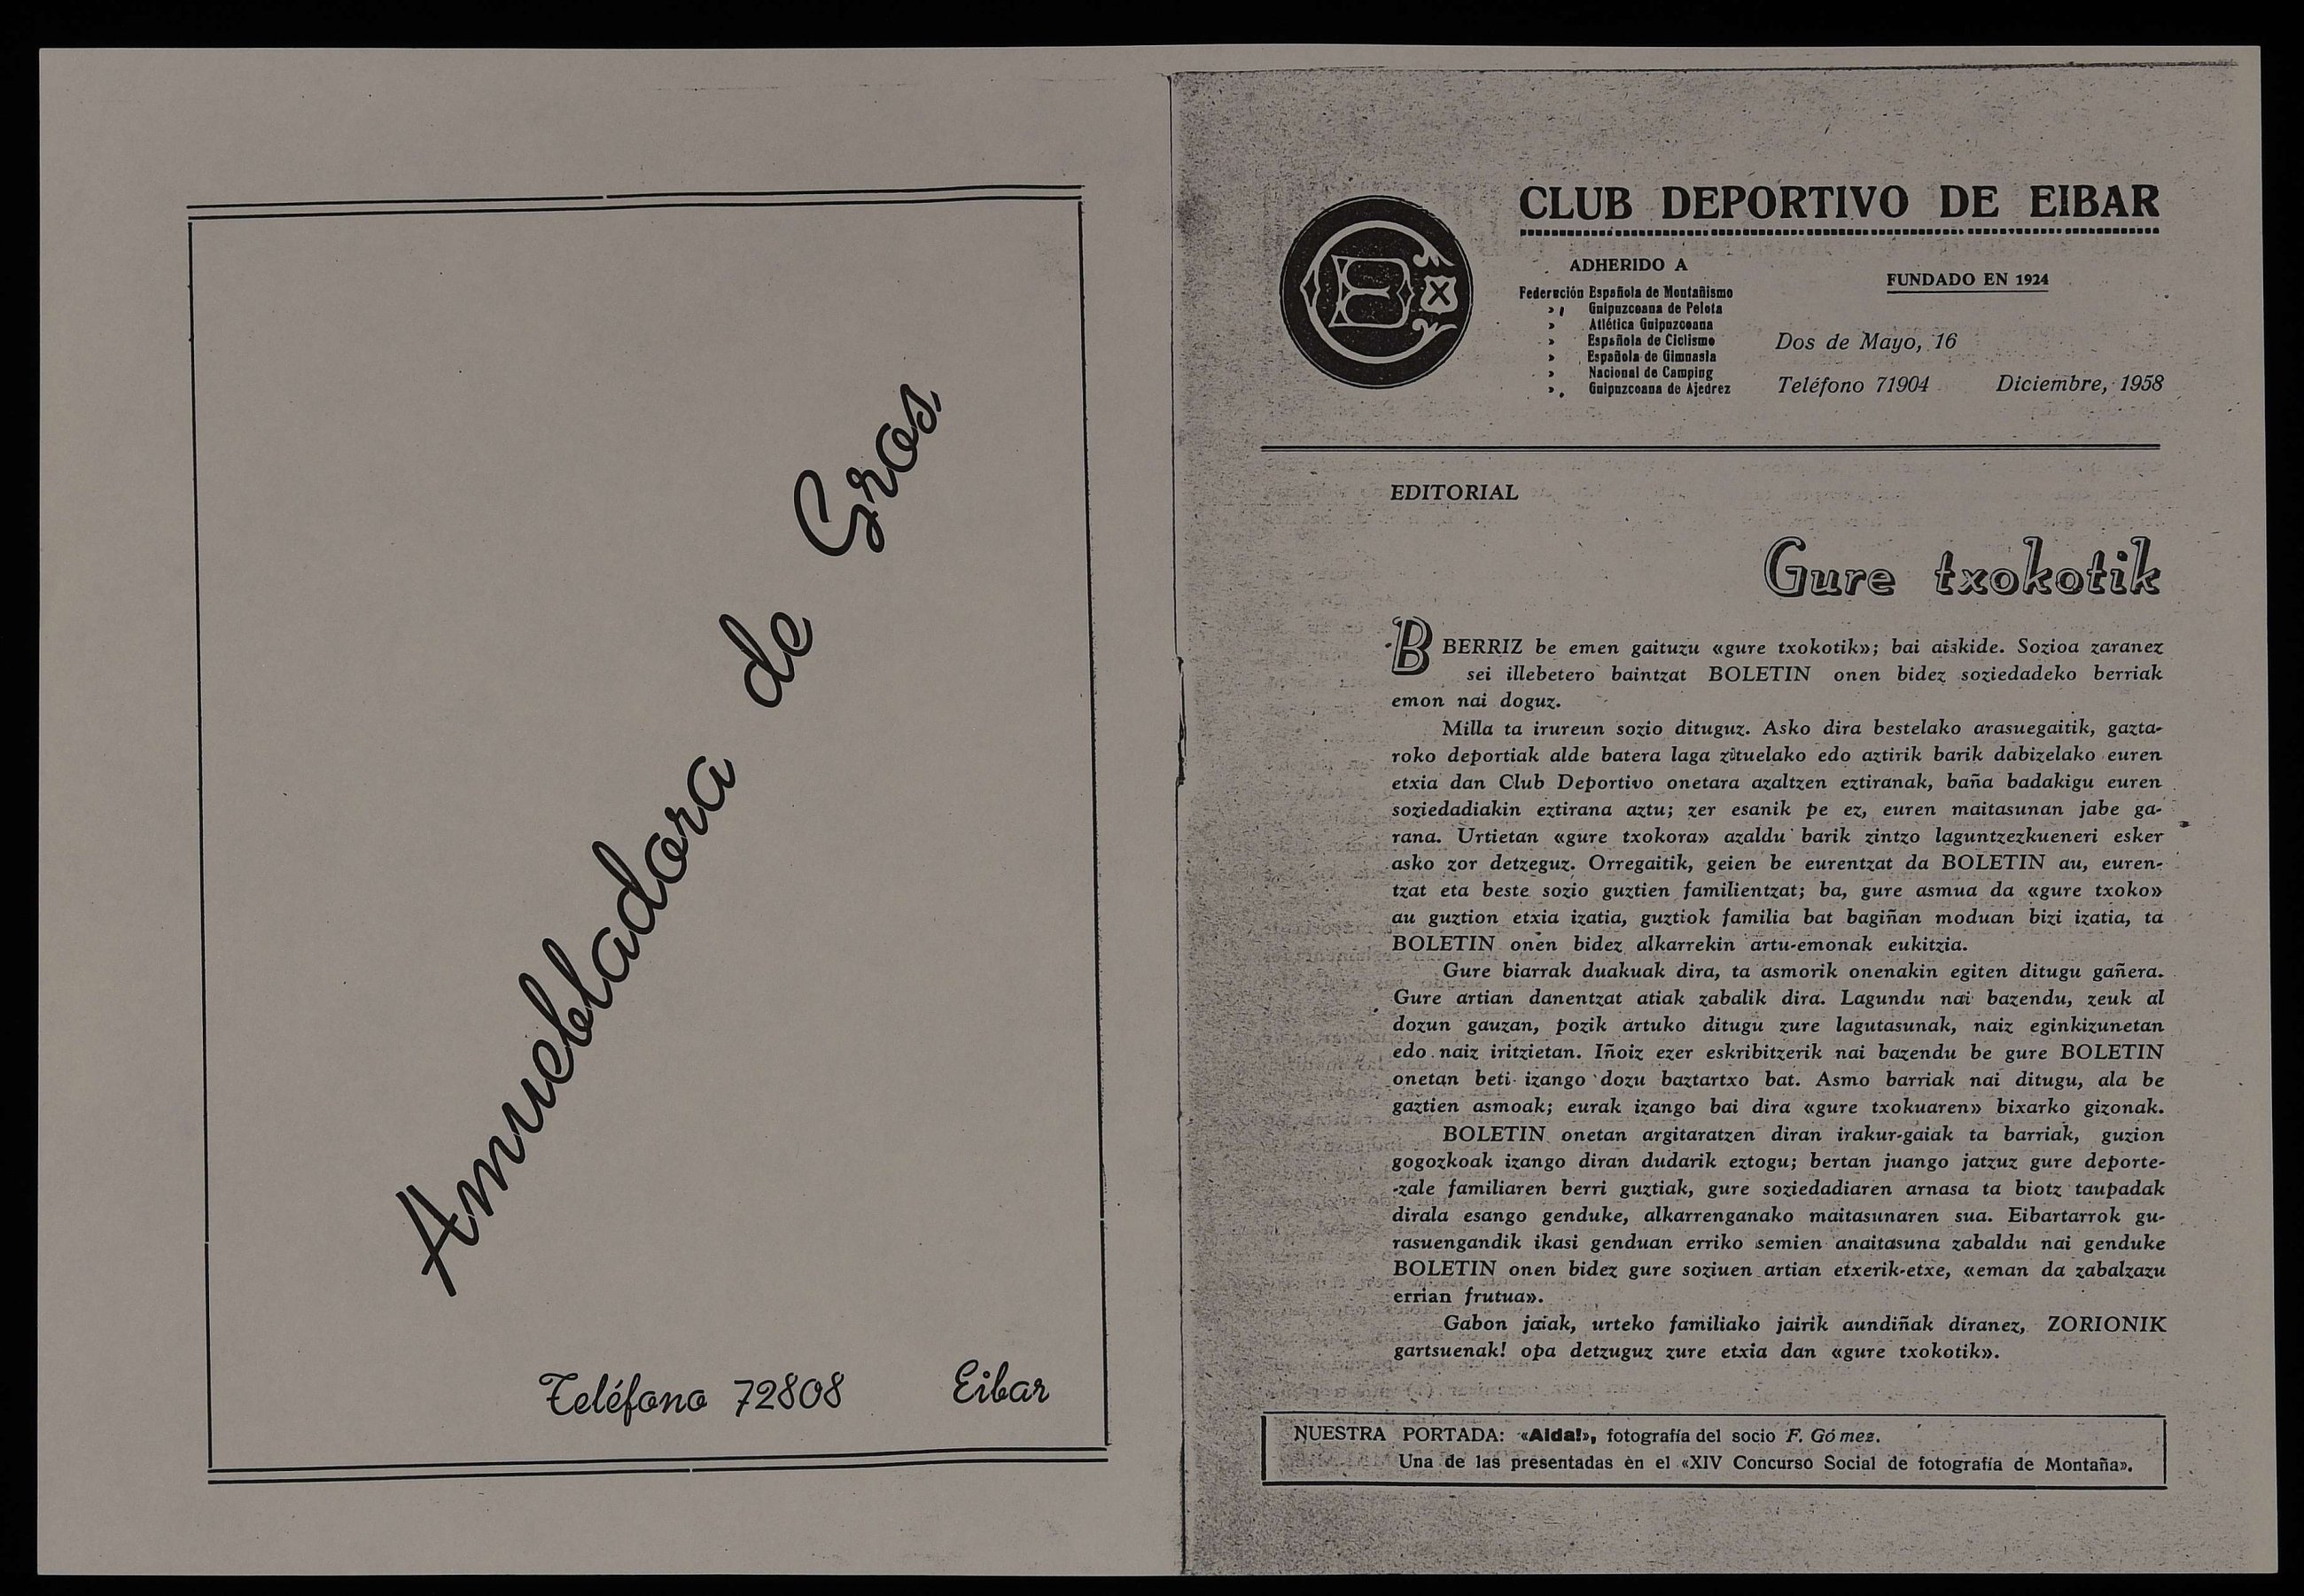 Amuebladora de Gros
Teléfono 72808 Eibar
CLUB DEPORTIVO DE EIBAR
ADHERIDO A
Federación Española de Montañismo
» Guipuzcoana de Pelota
» Atlética Guipuzcoana
» Española de Ciclismo
» Española de Gimnasia
» Nacional de Camping
» Guipuzcoana de Ajedrez
FUNDADO EN 1924
Dos de Mayo, 16
Teléfono 71904 Diciembre, 1958
EDITORIAL
Gure txokotik
B BERRIZ be emen gaituzu «gure txokotik»; bai aiskide. Sozioa zaranez
sei illebetero baintzat BOLETIN onen bidez soziedadeko berriak
emon nai doguz.
Milla ta irureun sozio dituguz. Asko dira bestelako arasuegaitik, gazta-
roko deportiak alde batera laga zituelako edo aztirik barik dabizelako euren
etxia dan Club Deportivo onetara azaltzen eztiranak, baña badakigu euren
soziedadiakin eztirana aztu; zer esanik pe ez, euren maitasunan jabe ga-
rana. Urtietan «gure txokora» azaldu barik zintzo laguntzezkueneri esker
asko zor detzeguz. Orregaitik, geien be eurentzat da BOLETIN au, euren-
tzat eta beste sozio guztien familientzat; ba, gure asmua da «gure txoko»
au guztion etxia izatia, guztiok familia bat bagiñan moduan bizi izatia, ta
BOLETIN onen bidez alkarrekin artu-emonak eukitzia.
Gure biarrak duakuak dira, ta asmorik onenakin egiten ditugu gañera.
Gure artian danentzat atiak zabalik dira. Lagundu nai bazendu, zeuk al
dozun gauzan, pozik artuko ditugu zure lagutasunak, naiz eginkizunetan
edo naiz iritzietan. Iñoiz ezer eskribitzerik nai bazendu be gure BOLETIN
onetan beti izango dozu baztartxo bat. Asmo barriak nai ditugu, ala be
gaztien asmoak; eurak izango bai dira «gure txokuaren» bixarko gizonak.
BOLETIN onetan argitaratzen diran irakur-gaiak ta barriak, guzion
gogozkoak izango diran dudarik eztogu; bertan juango jatzuz gure deporte-
-zale familiaren berri guztiak, gure soziedadiaren arnasa ta biotz taupadak
dirala esango genduke, alkarrenganako maitasunaren sua. Eibartarrok gu-
rasuengandik ikasi genduan erriko semien anaitasuna zabaldu nai genduke
BOLETIN onen bidez gure soziuen artian etxerik-etxe, «eman da zabalzazu
errian frutua».
Gabon jaiak, urteko familiako jairik aundiñak diranez, ZORIONIK
gartsuenak! opa detzuguz zure etxia dan «gure txokotik».
NUESTRA PORTADA: «Alda!», fotografía del socio F. Gómez.
Una de las presentadas en el «XIV Concurso Social de fotografía de Montaña».